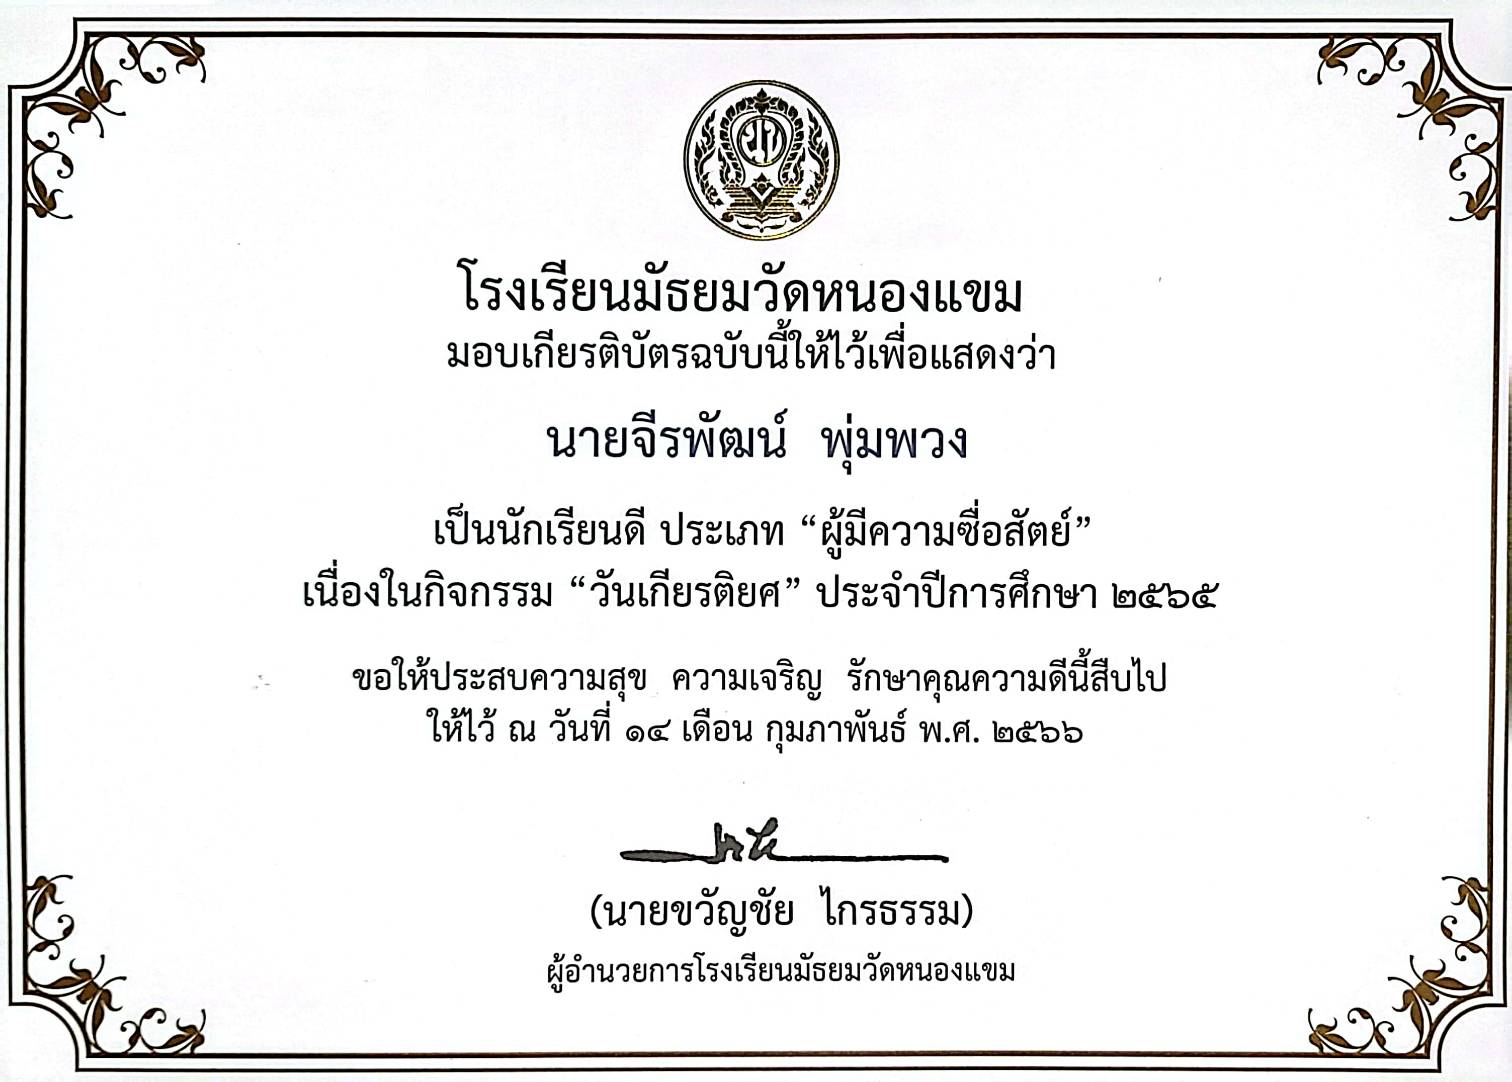 โรงเรียนมัธยมวัดหนองแขม
มอบเกียรติบัตรฉบับนี้ให้ไว้เพื่อแสดงว่า
นายจีรพัฒน์ พุ่มพวง
เป็นนักเรียนดี ประเภท “ผู้มีความซื่อสัตย์”
เนื่องในกิจกรรม “วันเกียรติยศ” ประจำปีการศึกษา ๒๕๖๕
ขอให้ประสบความสุข ความเจริญ รักษาคุณความดีนี้สืบไป
ให้ไว้ ณ วันที่ ๑๔ เดือน กุมภาพันธ์ พ.ศ. ๒๕๖๖
(นายขวัญชัย ไกรธรรม)
ผู้อำนวยการโรงเรียนมัธยมวัดหนองแขม